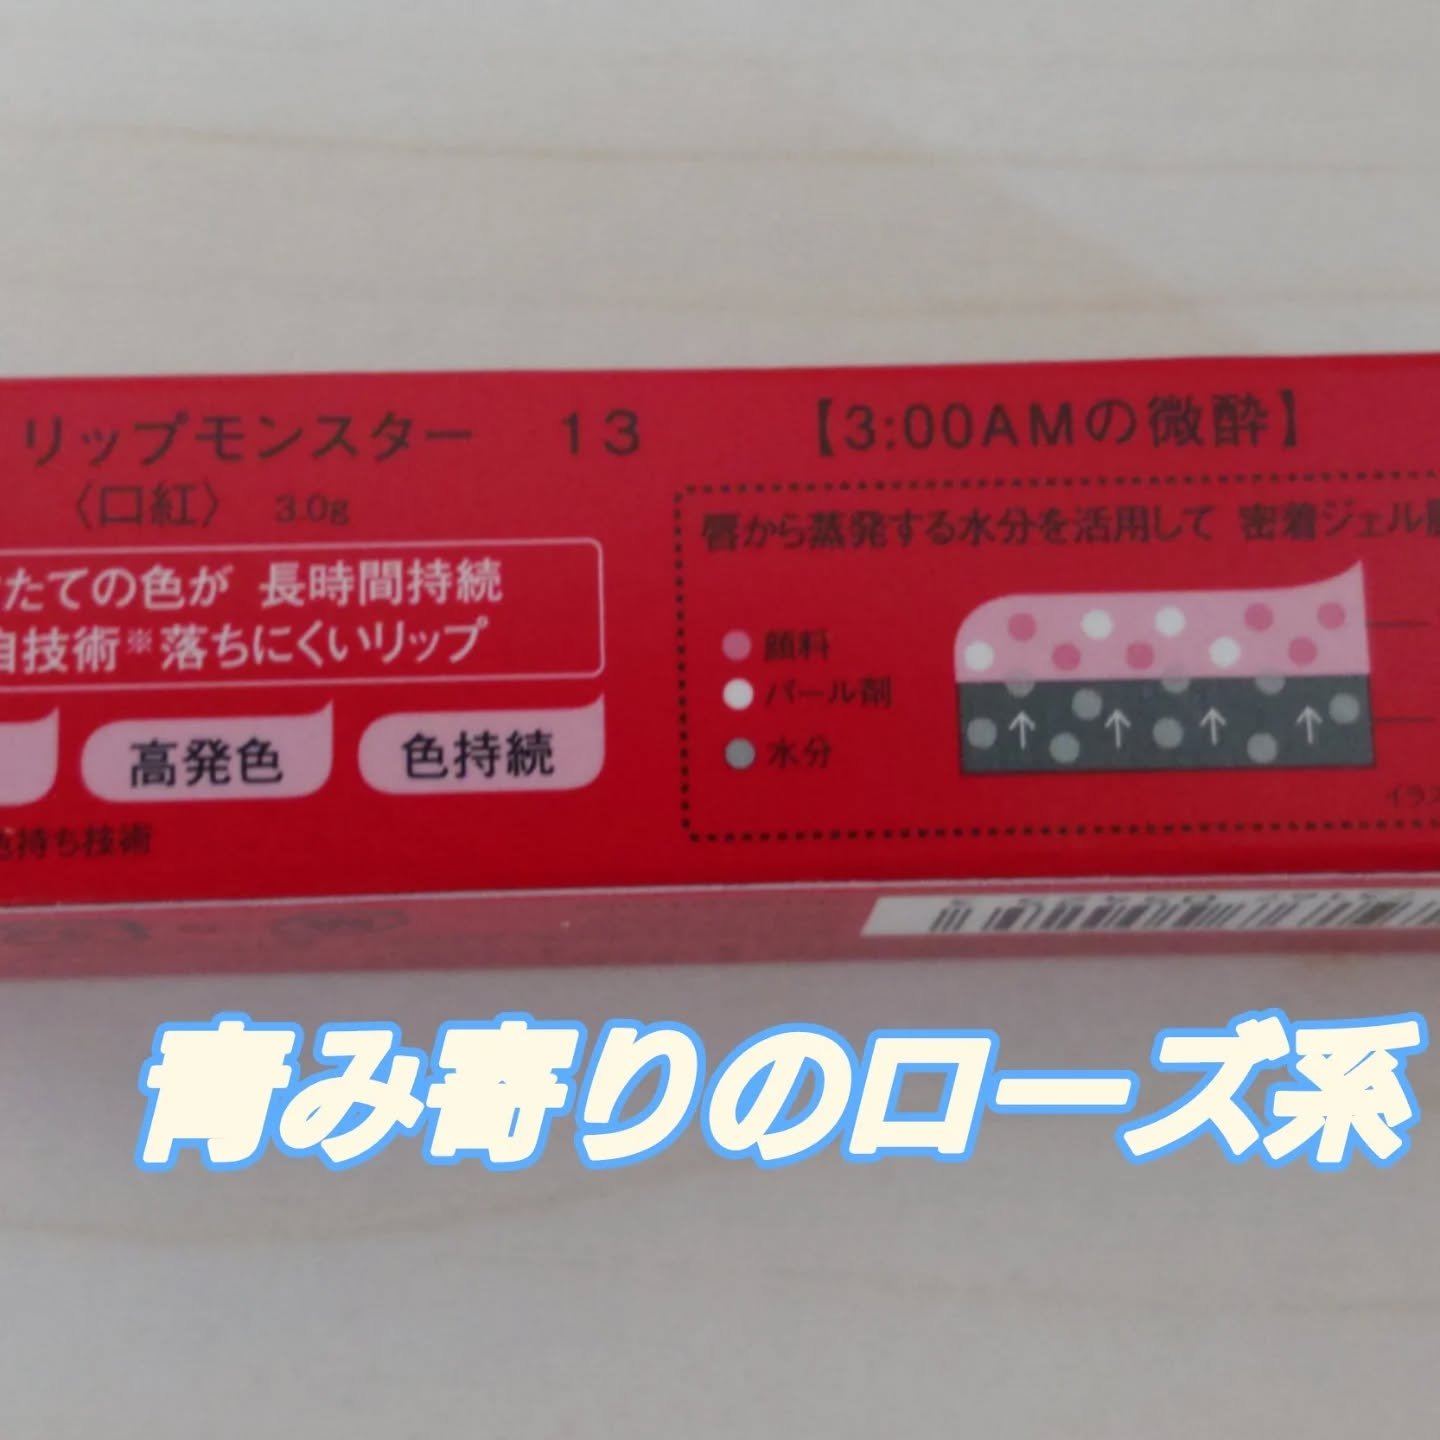 リップモンスター 13 【3:00AMの微酔】
〈口紅〉 3.0g
たての色が 長時間持続
自技術※落ちにくいリップ
高発色 色持続
色持ち技術
唇から蒸発する水分を活用して 密着ジェル
顔料
パール剤
水分
イラス
青み寄りのローズ系